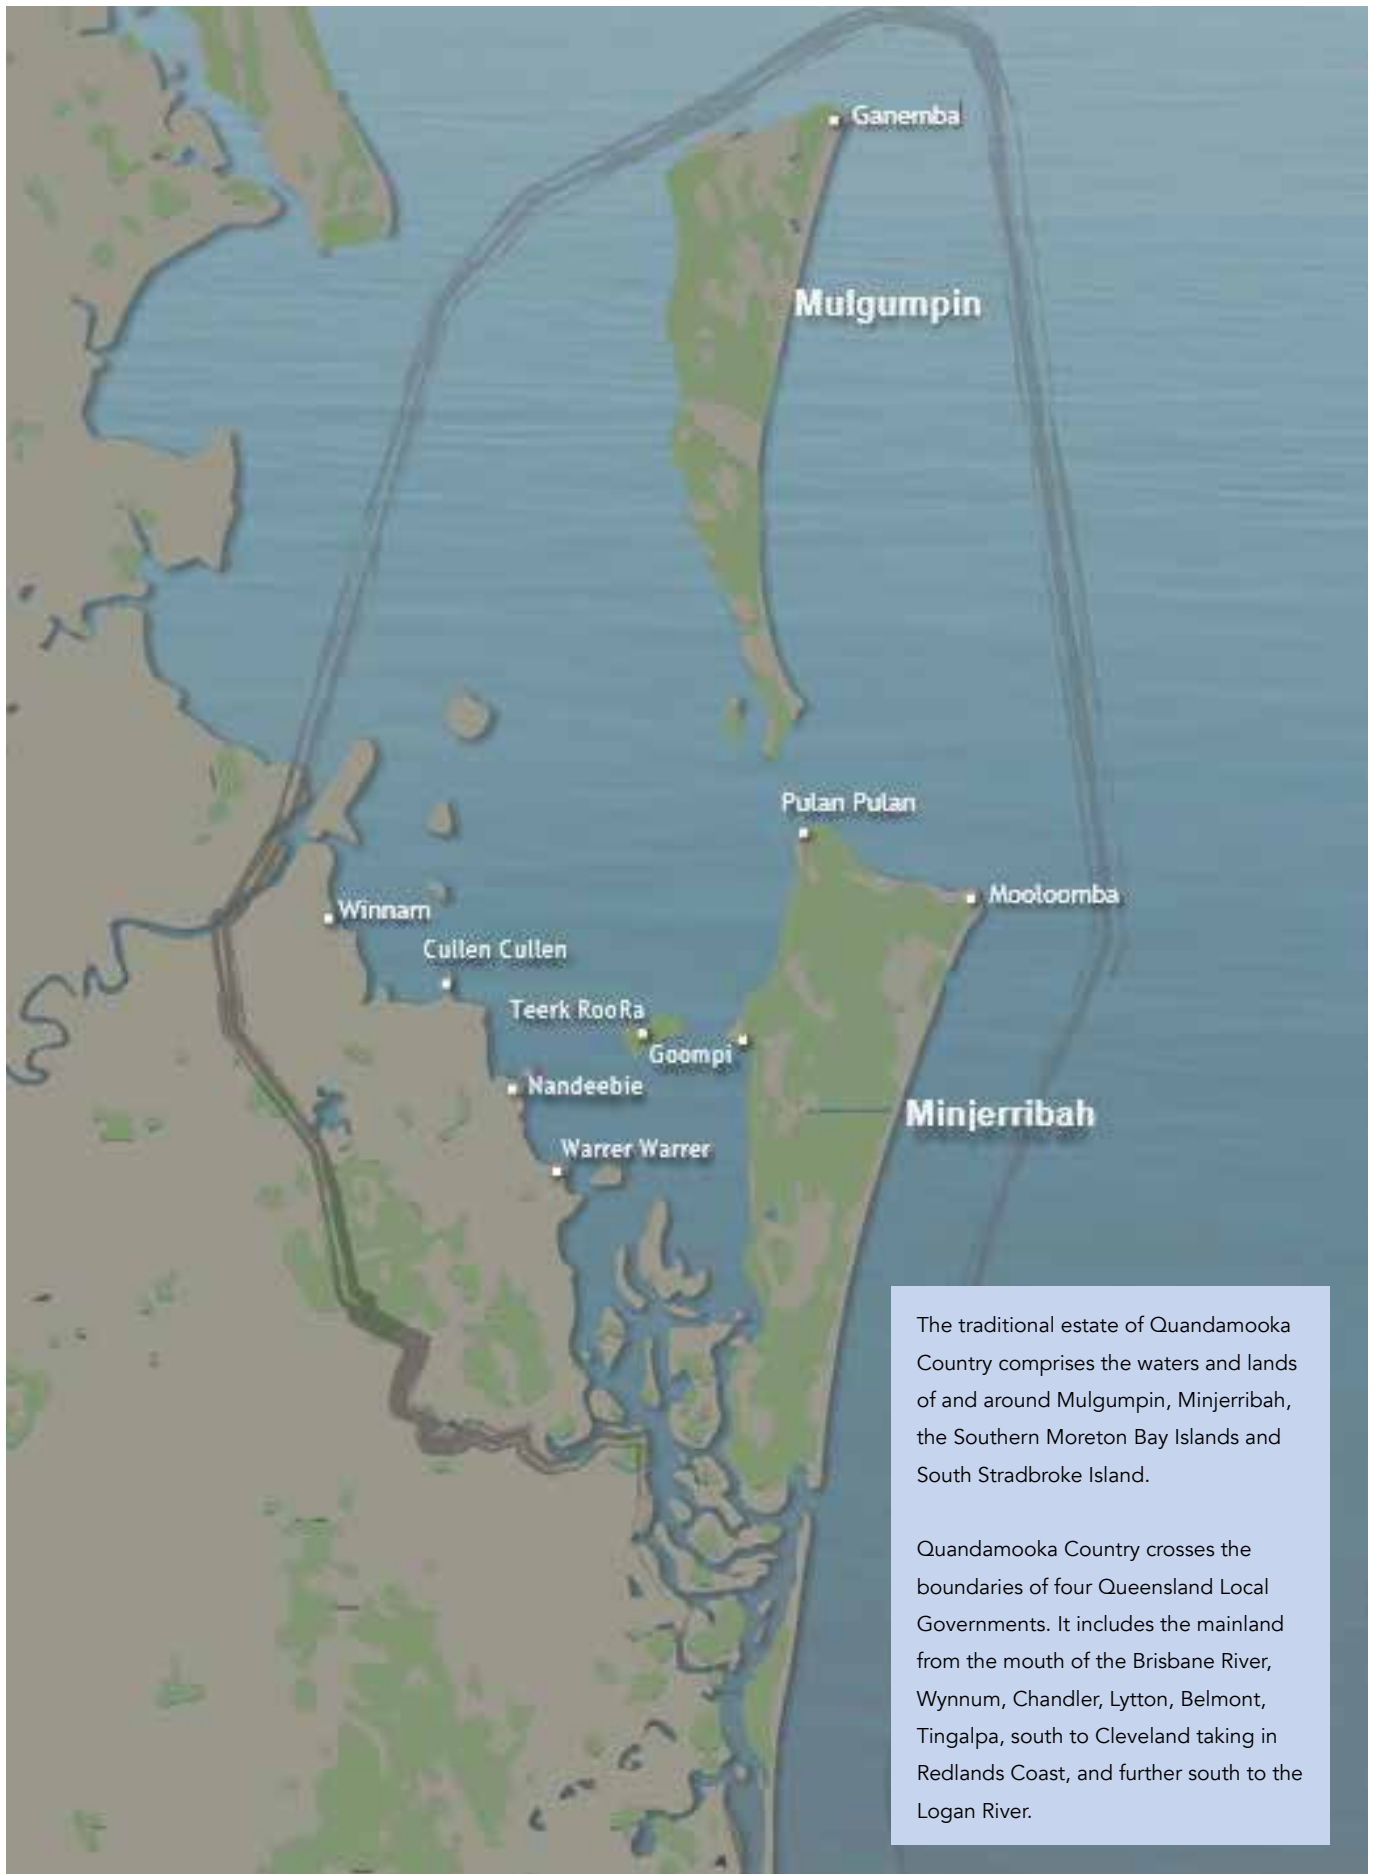 Ganemba
Mulgumpin
Pulan Pulan
Mooloomba
Winnam
Cullen Cullen
Teerk RooRa
Goompi
Nandeebie
Minjerribah
Warrer Warrer
The traditional estate of Quandamooka
Country comprises the waters and lands
of and around Mulgumpin, Minjerribah,
the Southern Moreton Bay Islands and
South Stradbroke Island.
Quandamooka Country crosses the
boundaries of four Queensland Local
Governments. It includes the mainland
from the mouth of the Brisbane River,
Wynnum, Chandler, Lytton, Belmont,
Tingalpa, south to Cleveland taking in
Redlands Coast, and further south to the
Logan River.